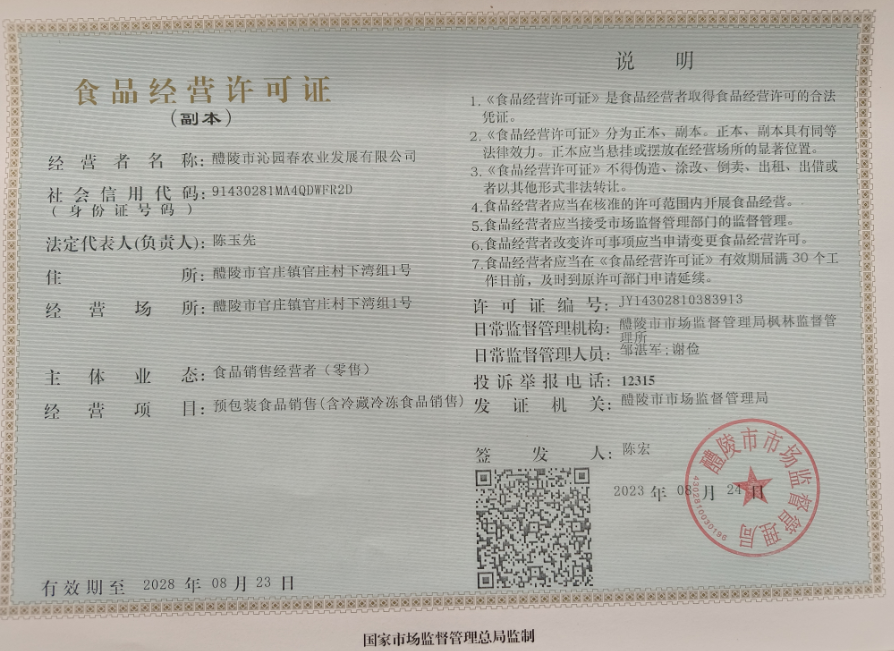 食品经营许可证
(副本)
经营者名称：醴陵市沁园春农业发展有限公司
社会信用代码：91430281MA4QDWFR2D
(身份证号码)
法定代表人(负责人)：陈玉先
住所：醴陵市官庄镇官庄村下湾组1号
经营场所：醴陵市官庄镇官庄村下湾组1号
主体业态：食品销售经营者（零售）
经营项目：预包装食品销售(含冷藏冷冻食品销售)
有效期至 2028 年 08 月 23 日
说 明
1.《食品经营许可证》是食品经营者取得食品经营许可的合法
凭证。
2.《食品经营许可证》分为正本、副本。正本、副本具有同等
法律效力。正本应当悬挂或摆放在经营场所的显著位置。
3.《食品经营许可证》不得伪造、涂改、倒卖、出租、出借或
者以其他形式非法转让。
4.食品经营者应当在核准的许可范围内开展食品经营。
5.食品经营者应当接受市场监督管理部门的监督管理。
6.食品经营者改变许可事项应当申请变更食品经营许可。
7.食品经营者应当在《食品经营许可证》有效期届满 30 个工
作日前，及时到原许可部门申请延续。
许可证编号：JY14302810383913
日常监督管理机构：醴陵市市场监督管理局枫林监督管
理所
日常监督管理人员：邹湛军;谢俭
投诉举报电话：12315
发证机关：醴陵市市场监督管理局
签发人：陈宏
2023 年 08 月 24 日
醴陵市市场监督管理局
4302810030196
国家市场监督管理总局监制